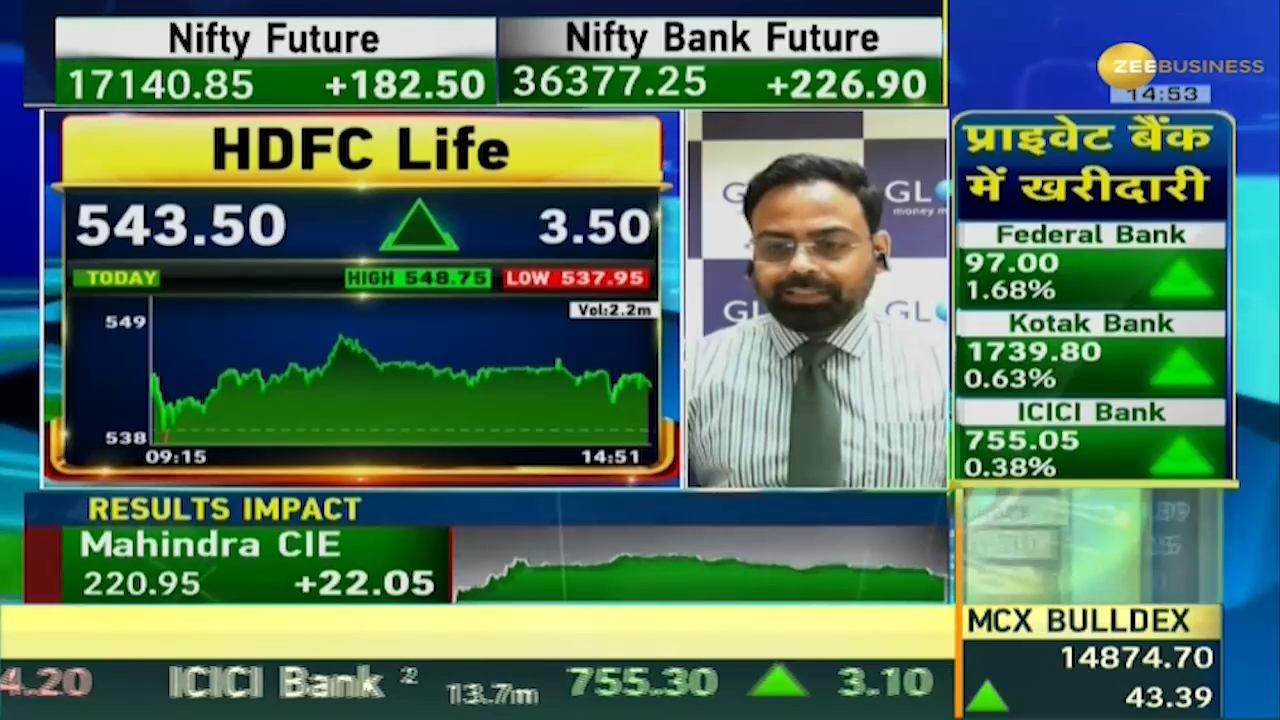 Nifty Future
17140.85 +182.50
Nifty Bank Future
36377.25 +226.90
ZEEBUSINESS
14:53
HDFC Life
543.50 3.50
TODAY HIGH 548.75 LOW 537.95
Vol:2.2m
549
538
09:15 14:51
GL
money m
GL
GL
प्राइवेट बैंक
में खरीदारी
Federal Bank
97.00
1.68%
Kotak Bank
1739.80
0.63%
ICICI Bank
755.05
0.38%
RESULTS IMPACT
Mahindra CIE
220.95 +22.05
MCX BULLDEX
14874.70
43.39
4.20 ICICI Bank 13.7m 755.30 3.10